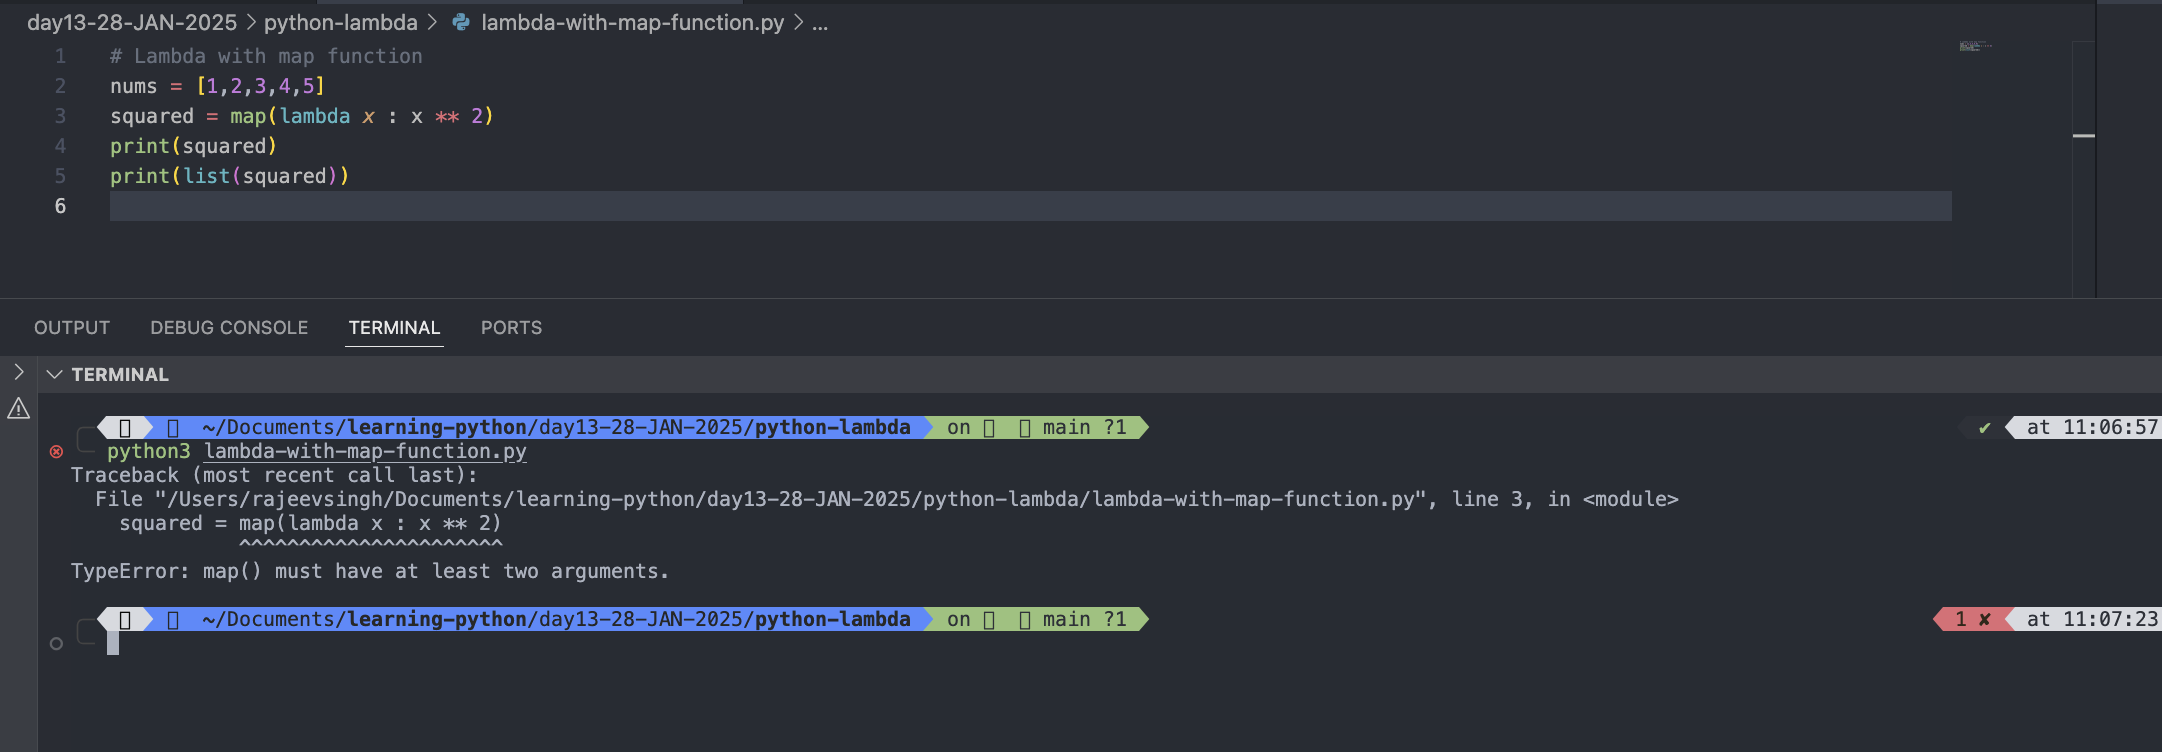 day13-28-JAN-2025 > python-lambda > lambda-with-map-function.py > ...
1 # Lambda with map function
2 nums = [1,2,3,4,5]
3 squared = map(lambda x : x ** 2)
4 print(squared)
5 print(list(squared))
6
OUTPUT DEBUG CONSOLE TERMINAL PORTS
TERMINAL
~/Documents/learning-python/day13-28-JAN-2025/python-lambda on main ?1 ✔ at 11:06:57
python3 lambda-with-map-function.py
Traceback (most recent call last):
File "/Users/rajeevsingh/Documents/learning-python/day13-28-JAN-2025/python-lambda/lambda-with-map-function.py", line 3, in <module>
squared = map(lambda x : x ** 2)
^^^^^^^^^^^^^^^^^^^^^^
TypeError: map() must have at least two arguments.
~/Documents/learning-python/day13-28-JAN-2025/python-lambda on main ?1 1 ✘ at 11:07:23